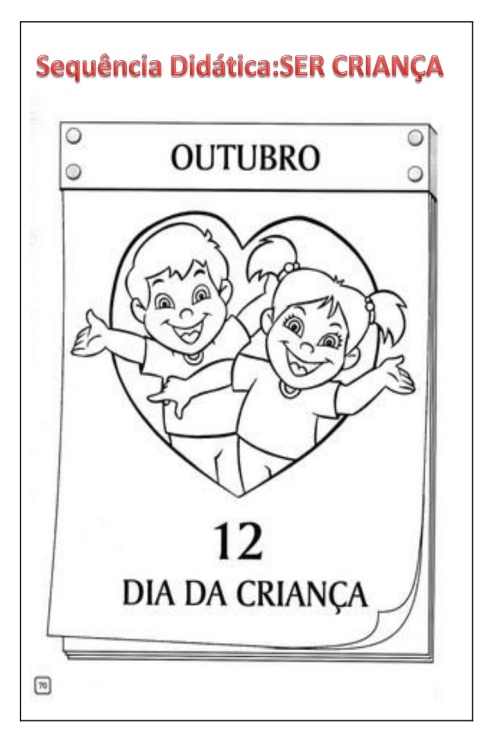 Sequência Didática:SER CRIANÇA
OUTUBRO
12
DIA DA CRIANÇA
70